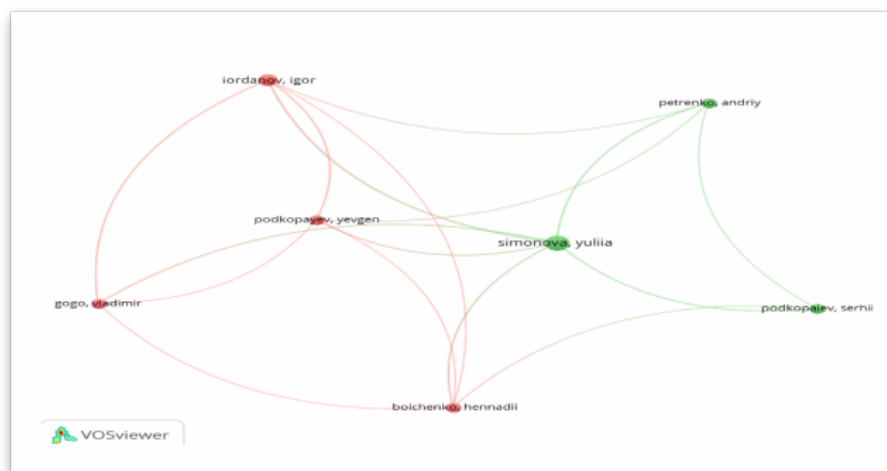 iordanov, igor
petrenko, andriy
podkopayev, yevgen
simonova, yuliia
gogo, vladimir
podkopaiev, serhii
boichenko, hennadii
VOSviewer